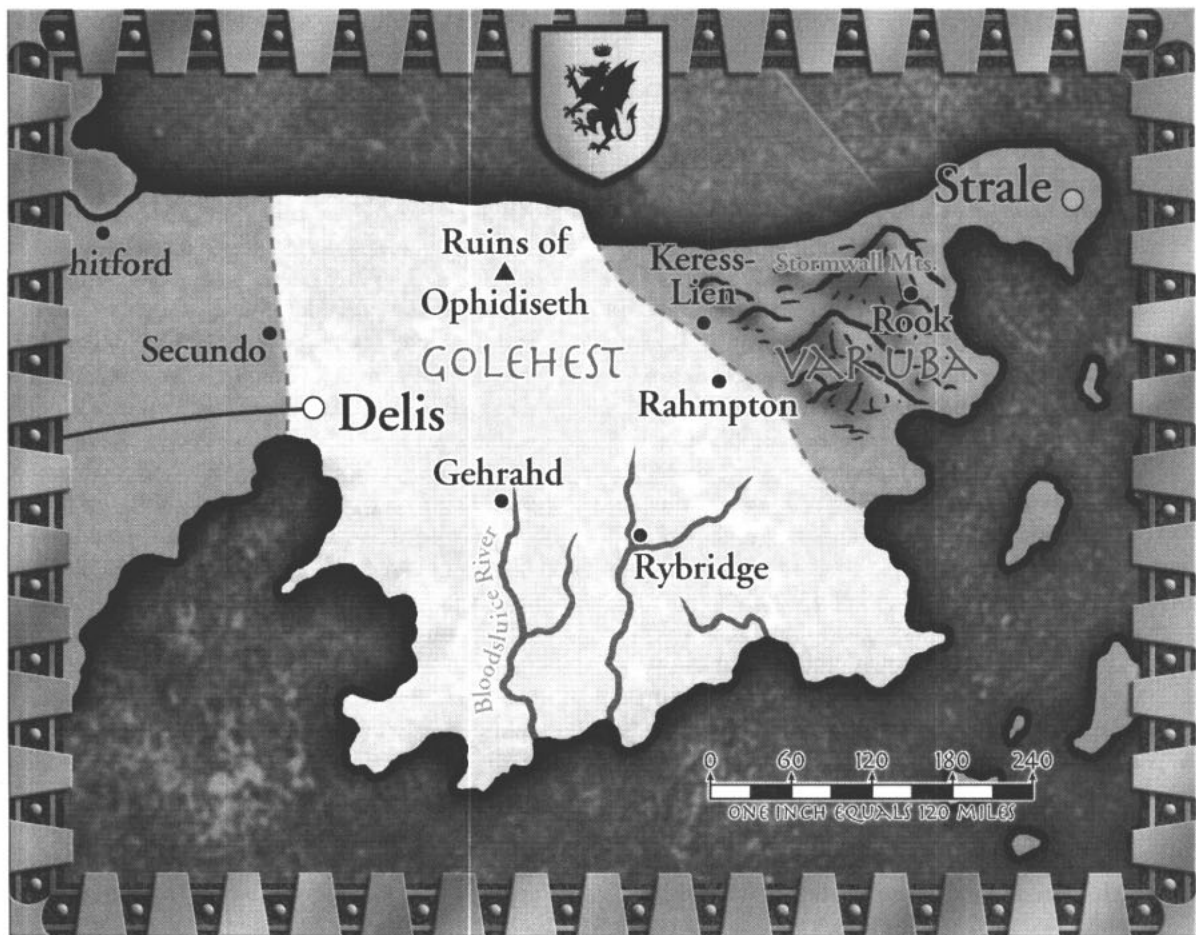 Strale
Ruins of
Ophidiseth
Keress-
Lien
Stormwall Mts.
hitford
Rook
Secundo
GOLEHEST
VARUBA
Rahmpton
Delis
Gehrahd
Bloodsluice River
Rybridge
0 60 120 180 240
ONE INCH EQUALS 120 MILES